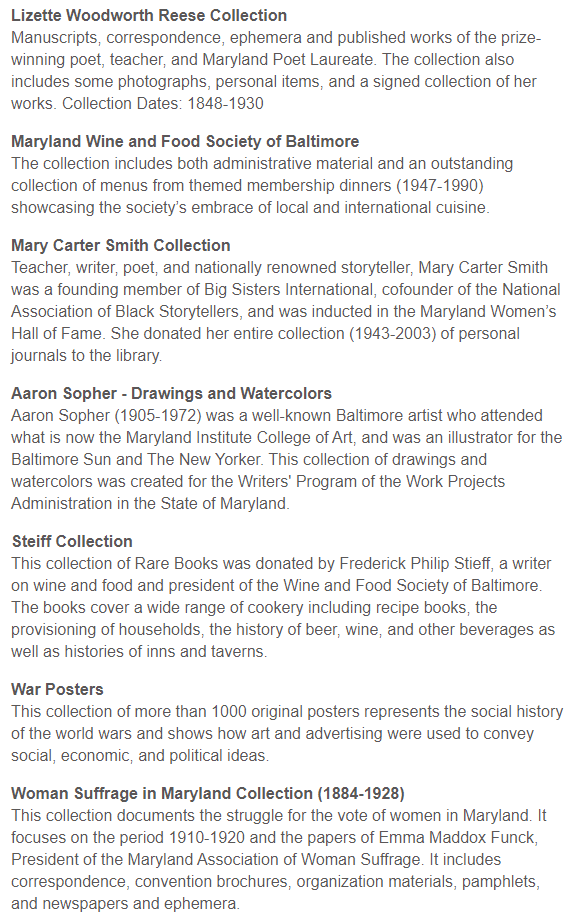 Lizette Woodworth Reese Collection
Manuscripts, correspondence, ephemera and published works of the prize-
winning poet, teacher, and Maryland Poet Laureate. The collection also
includes some photographs, personal items, and a signed collection of her
works. Collection Dates: 1848-1930
Maryland Wine and Food Society of Baltimore
The collection includes both administrative material and an outstanding
collection of menus from themed membership dinners (1947-1990)
showcasing the society’s embrace of local and international cuisine.
Mary Carter Smith Collection
Teacher, writer, poet, and nationally renowned storyteller, Mary Carter Smith
was a founding member of Big Sisters International, cofounder of the National
Association of Black Storytellers, and was inducted in the Maryland Women’s
Hall of Fame. She donated her entire collection (1943-2003) of personal
journals to the library.
Aaron Sopher - Drawings and Watercolors
Aaron Sopher (1905-1972) was a well-known Baltimore artist who attended
what is now the Maryland Institute College of Art, and was an illustrator for the
Baltimore Sun and The New Yorker. This collection of drawings and
watercolors was created for the Writers' Program of the Work Projects
Administration in the State of Maryland.
Steiff Collection
This collection of Rare Books was donated by Frederick Philip Stieff, a writer
on wine and food and president of the Wine and Food Society of Baltimore.
The books cover a wide range of cookery including recipe books, the
provisioning of households, the history of beer, wine, and other beverages as
well as histories of inns and taverns.
War Posters
This collection of more than 1000 original posters represents the social history
of the world wars and shows how art and advertising were used to convey
social, economic, and political ideas.
Woman Suffrage in Maryland Collection (1884-1928)
This collection documents the struggle for the vote of women in Maryland. It
focuses on the period 1910-1920 and the papers of Emma Maddox Funck,
President of the Maryland Association of Woman Suffrage. It includes
correspondence, convention brochures, organization materials, pamphlets,
and newspapers and ephemera.